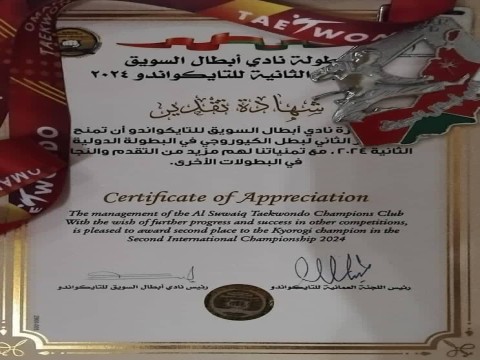 TAEKWONDO
بطولة نادي أبطال السويق
الثانية للتايكواندو ٢٠٢٤
شهادة تقدير
نادي أبطال السويق للتايكواندو أن تمنح
الثاني لبطل الكيوروجي في البطولة الدولية
الثانية ٢٠٢٤، مع تمنياتنا لهم مزيد من التقدم والنجا
في البطولات الأخرى.
Certificate of Appreciation
The management of the Al Suwaiq Taekwondo Champions Club
With the wish of further progress and success in other competitions,
is pleased to award second place to the Kyorogi champion in the
Second International Championship 2024
رئيس اللجنة العمانية للتايكواندو
رئيس نادي أبطال السويق للتايكواندو